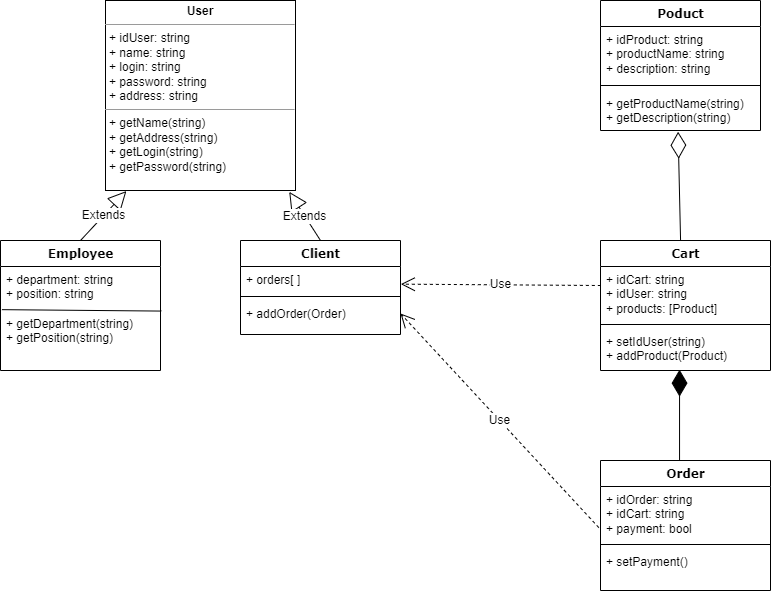 User
+ idUser: string
+ name: string
+ login: string
+ password: string
+ address: string
+ getName(string)
+ getAddress(string)
+ getLogin(string)
+ getPassword(string)
Poduct
+ idProduct: string
+ productName: string
+ description: string
+ getProductName(string)
+ getDescription(string)
Extends
Extends
Employee
+ department: string
+ position: string
+ getDepartment(string)
+ getPosition(string)
Client
+ orders[ ]
+ addOrder(Order)
Use
Cart
+ idCart: string
+ idUser: string
+ products: [Product]
+ setIdUser(string)
+ addProduct(Product)
Use
Order
+ idOrder: string
+ idCart: string
+ payment: bool
+ setPayment()